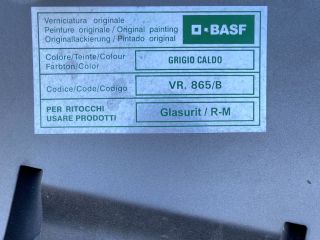 Verniciatura originale
Peinture originale / Original painting
Originallackierung / Pintado original
BASF
Colore/Teinte/Colour
Farbton/Color
GRIGIO CALDO
Codice/Code/Codigo
VR. 865/B
PER RITOCCHI
USARE PRODOTTI
Glasurit / R-M